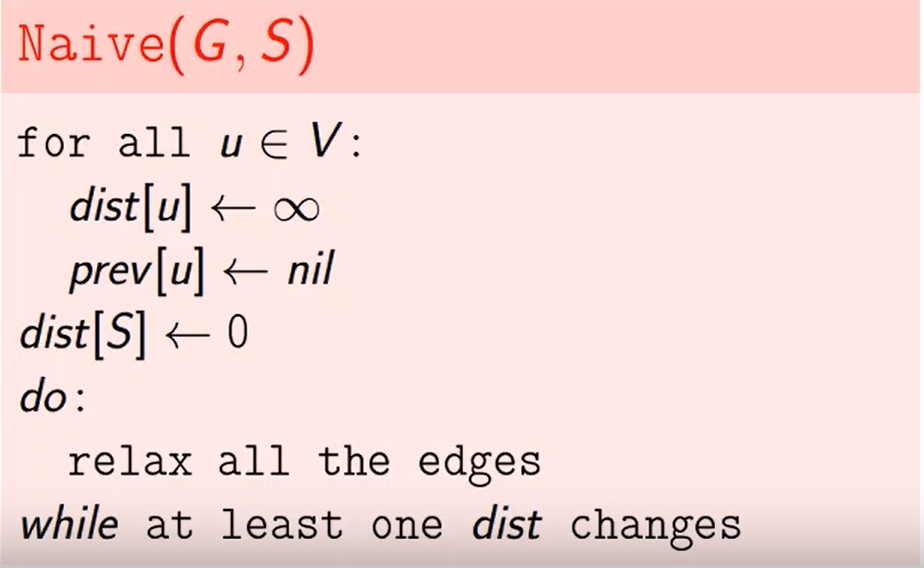 Naive(G, S)
for all u ∈ V:
dist[u] ← ∞
prev[u] ← nil
dist[S] ← 0
do:
relax all the edges
while at least one dist changes